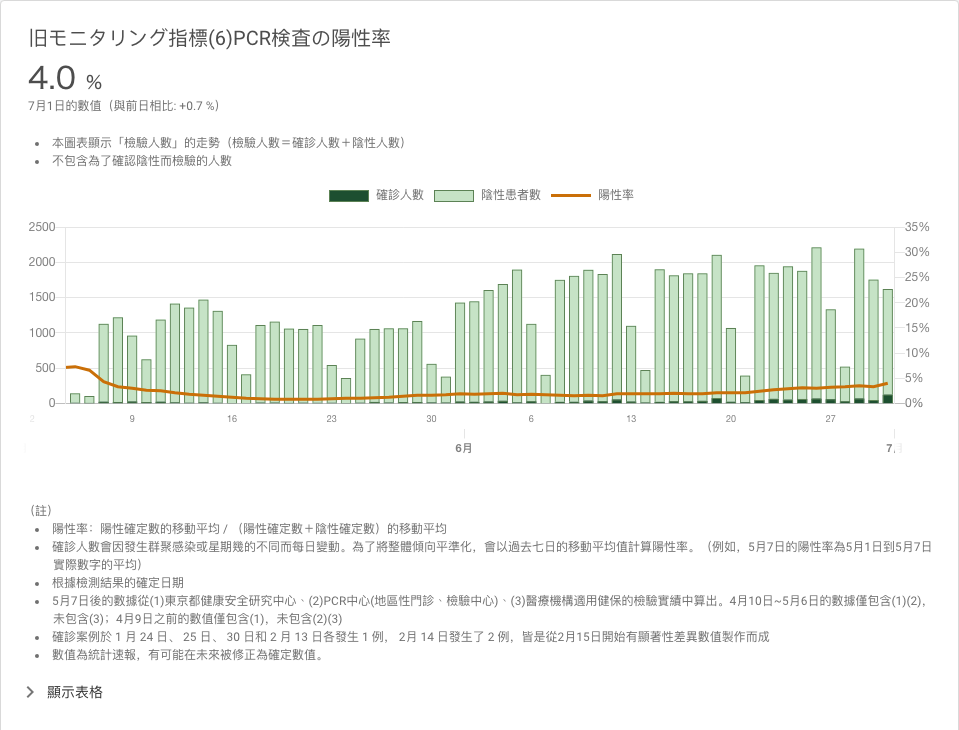 旧モニタリング指標(6)PCR検査の陽性率
4.0 %
7月1日的數值（與前日相比: +0.7 %）
• 本圖表顯示「檢驗人數」的走勢（檢驗人數＝確診人數＋陰性人數）
• 不包含為了確認陰性而檢驗的人數
確診人數 陰性患者數 陽性率
2500 35%
30%
2000
25%
1500 20%
1000 15%
10%
500
5%
0 0%
2 9 16 23 30 6 13 20 27
6月 7月
（註）
• 陽性率：陽性確定數的移動平均 / （陽性確定數＋陰性確定數）的移動平均
• 確診人數會因發生群聚感染或星期幾的不同而每日變動。為了將整體傾向平準化，會以過去七日的移動平均值計算陽性率。（例如，5月7日的陽性率為5月1日到5月7日
實際數字的平均）
• 根據檢測結果的確定日期
• 5月7日後的數據從(1)東京都健康安全研究中心、(2)PCR中心(地區性門診、檢驗中心)、(3)醫療機構適用健保的檢驗實績中算出。4月10日~5月6日的數據僅包含(1)(2)，
未包含(3)；4月9日之前的數值僅包含(1)，未包含(2)(3)
• 確診案例於 1 月 24 日、 25 日、 30 日和 2 月 13 日各發生 1 例， 2月 14 日發生了 2 例，皆是從2月15日開始有顯著性差異數值製作而成
• 數值為統計速報，有可能在未來被修正為確定數值。
顯示表格